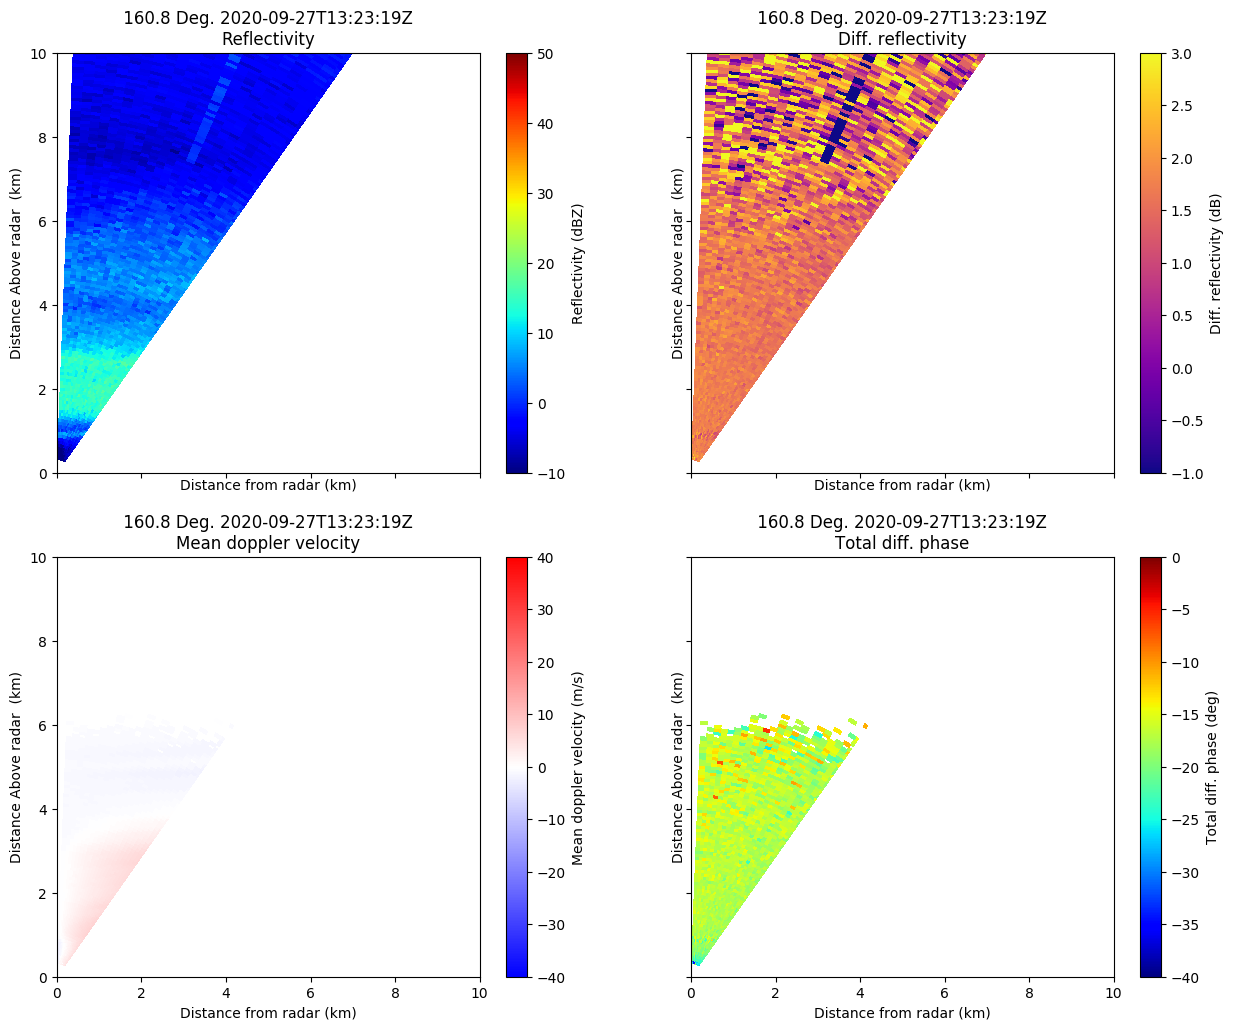 160.8 Deg. 2020-09-27T13:23:19Z
Reflectivity
10
8
6
4
2
0
Distance Above radar  (km)
Distance from radar (km)
50
40
30
20
10
0
−10
Reflectivity (dBZ)
160.8 Deg. 2020-09-27T13:23:19Z
Diff. reflectivity
Distance Above radar  (km)
Distance from radar (km)
3.0
2.5
2.0
1.5
1.0
0.5
0.0
−0.5
−1.0
Diff. reflectivity (dB)
160.8 Deg. 2020-09-27T13:23:19Z
Mean doppler velocity
10
8
6
4
2
0
Distance Above radar  (km)
0 2 4 6 8 10
Distance from radar (km)
40
30
20
10
0
−10
−20
−30
−40
Mean doppler velocity (m/s)
160.8 Deg. 2020-09-27T13:23:19Z
Total diff. phase
Distance Above radar  (km)
0 2 4 6 8 10
Distance from radar (km)
0
−5
−10
−15
−20
−25
−30
−35
−40
Total diff. phase (deg)